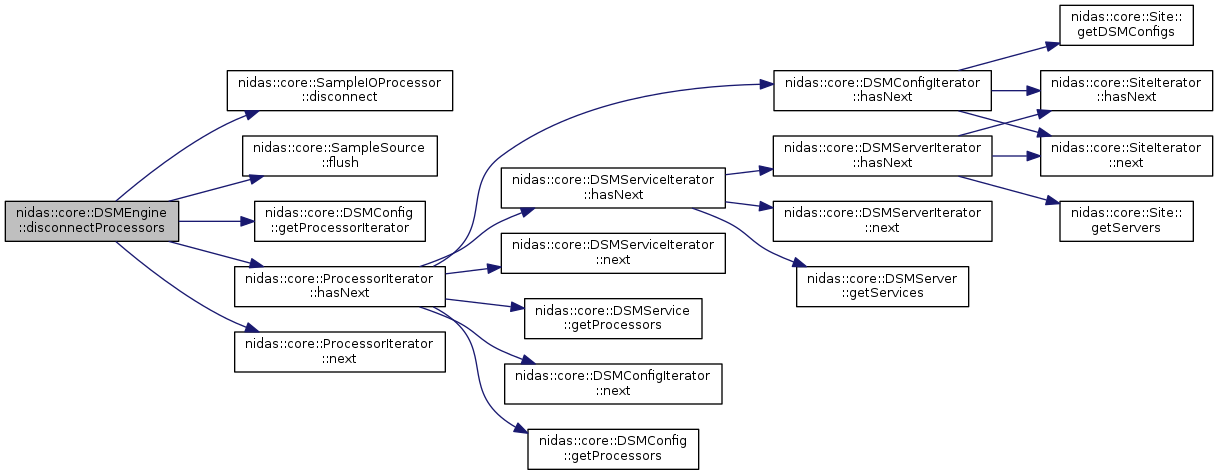 nidas::core::DSMEngine
::disconnectProcessors
nidas::core::SampleIOProcessor
::disconnect
nidas::core::SampleSource
::flush
nidas::core::DSMConfig
::getProcessorIterator
nidas::core::ProcessorIterator
::hasNext
nidas::core::ProcessorIterator
::next
nidas::core::DSMServiceIterator
::hasNext
nidas::core::DSMServiceIterator
::next
nidas::core::DSMService
::getProcessors
nidas::core::DSMConfigIterator
::next
nidas::core::DSMConfig
::getProcessors
nidas::core::DSMConfigIterator
::hasNext
nidas::core::DSMServerIterator
::hasNext
nidas::core::DSMServerIterator
::next
nidas::core::DSMServer
::getServices
nidas::core::Site::
getDSMConfigs
nidas::core::SiteIterator
::hasNext
nidas::core::SiteIterator
::next
nidas::core::Site::
getServers